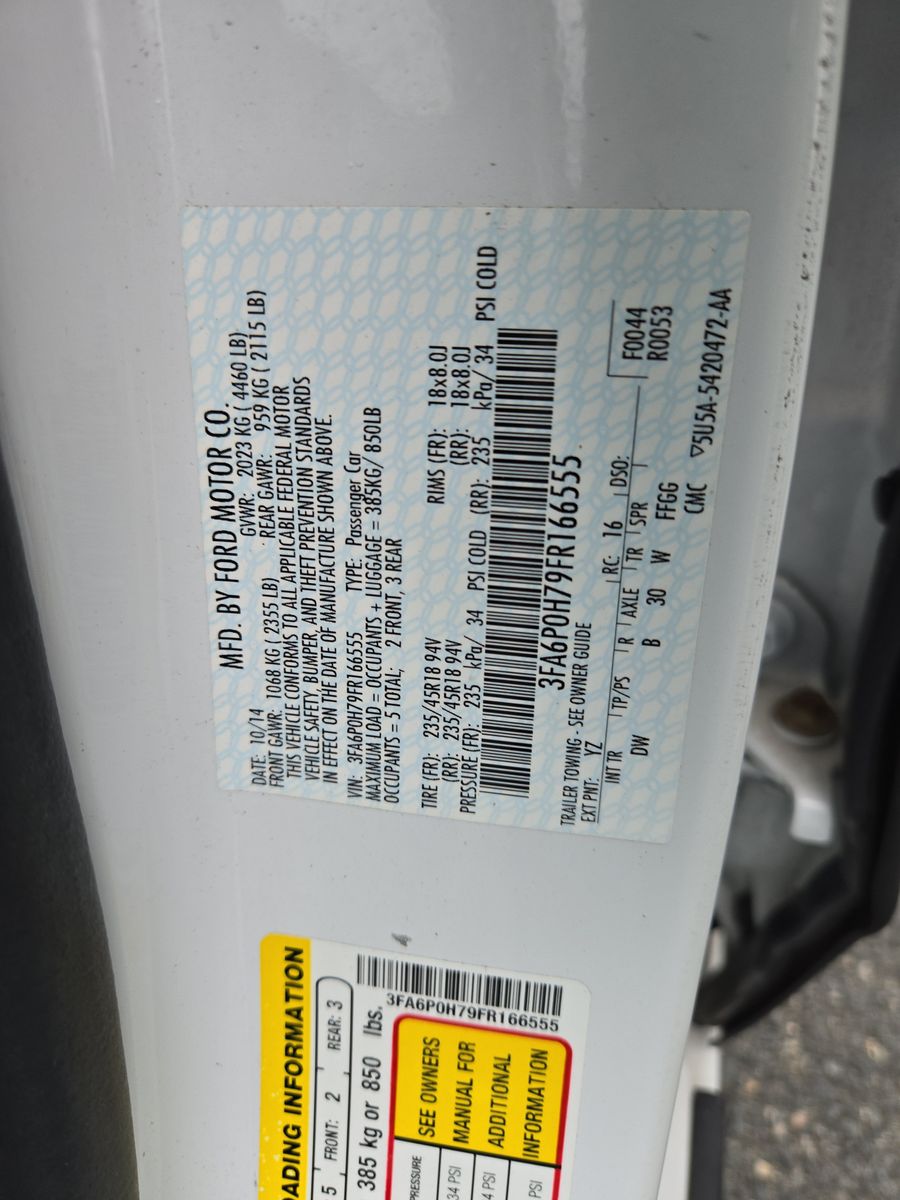 MFD. BY FORD MOTOR CO.
DATE: 10/14 GVWR: 2023 KG ( 4460 LB)
FRONT GAWR: 1068 KG ( 2355 LB) REAR GAWR: 959 KG ( 2115 LB)
THIS VEHICLE CONFORMS TO ALL APPLICABLE FEDERAL MOTOR
VEHICLE SAFETY, BUMPER, AND THEFT PREVENTION STANDARDS
IN EFFECT ON THE DATE OF MANUFACTURE SHOWN ABOVE.
VIN: 3FA6P0H79FR166555 TYPE: Passenger Car
MAXIMUM LOAD = OCCUPANTS + LUGGAGE = 385KG/ 850LB
OCCUPANTS = 5 TOTAL; 2 FRONT, 3 REAR
TIRE (FR): 235/45R18 94V RIMS (FR): 18x8.0J
(RR): 235/45R18 94V (RR): 18x8.0J
PRESSURE (FR): 235 kPa/ 34 PSI COLD (RR): 235 kPa/ 34 PSI COLD
3FA6P0H79FR166555
TRAILER TOWING - SEE OWNER GUIDE
EXT PNT: YZ RC: 16 DSO:
INT TR TP/PS R AXLE TR SPR
DW B 30 W FFGG
F0044
R0053
CMC ▽5U5A-5420472-AA
OADING INFORMATION
5 FRONT: 2 REAR: 3
385 kg or 850 lbs.
3FA6P0H79FR166555
PRESSURE
34 PSI
4 PSI
PSI
SEE OWNERS
MANUAL FOR
ADDITIONAL
INFORMATION
4